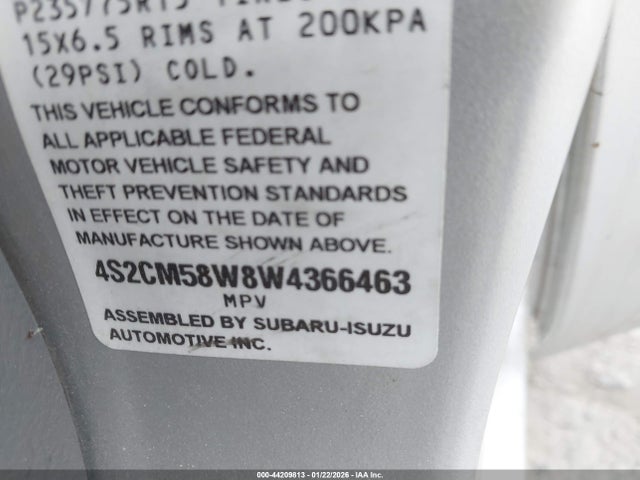 P235/75R15
15X6.5 RIMS AT 200KPA
(29PSI) COLD.
THIS VEHICLE CONFORMS TO
ALL APPLICABLE FEDERAL
MOTOR VEHICLE SAFETY AND
THEFT PREVENTION STANDARDS
IN EFFECT ON THE DATE OF
MANUFACTURE SHOWN ABOVE.
4S2CM58W8W4366463
MPV
ASSEMBLED BY SUBARU-ISUZU
AUTOMOTIVE INC.
000-44209813 - 01/22/2026 - IAA Inc.